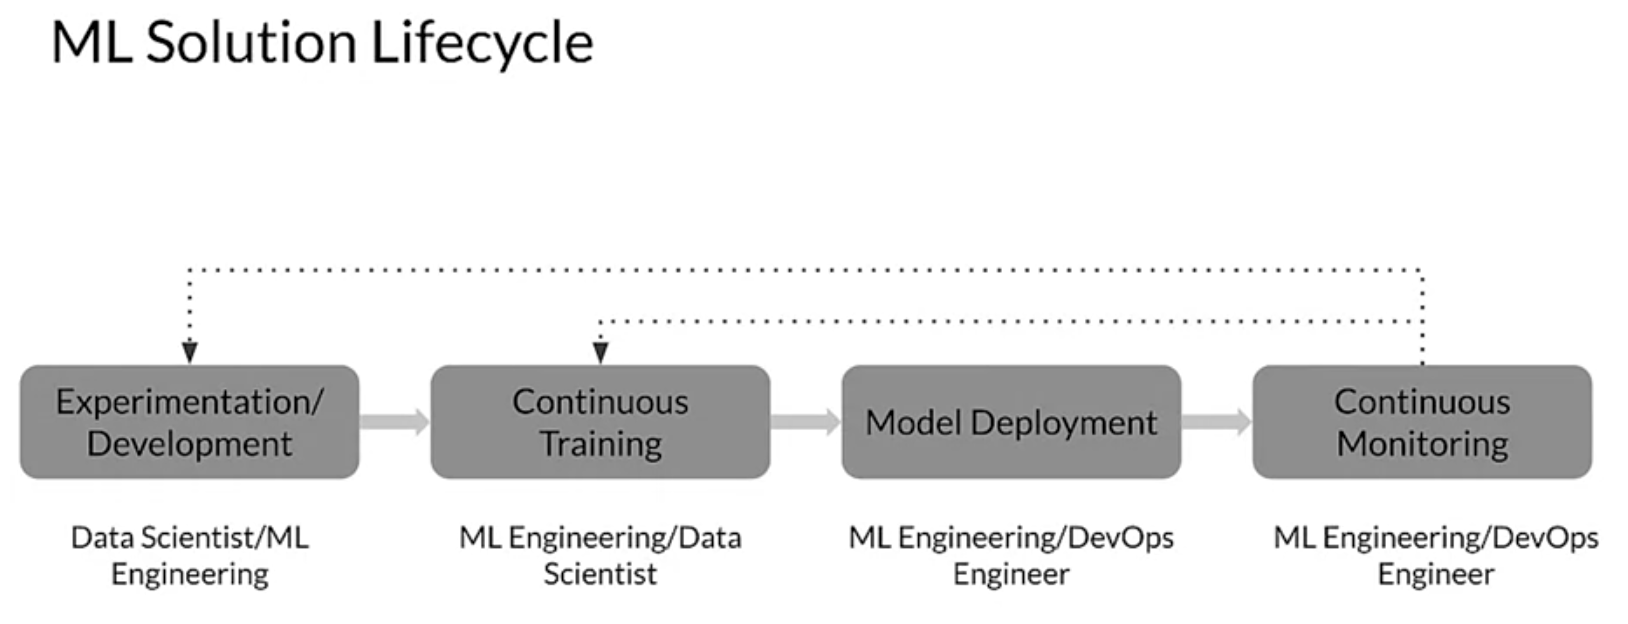 ML Solution Lifecycle
Experimentation/
Development
Continuous
Training
Model Deployment
Continuous
Monitoring
Data Scientist/ML
Engineering
ML Engineering/Data
Scientist
ML Engineering/DevOps
Engineer
ML Engineering/DevOps
Engineer